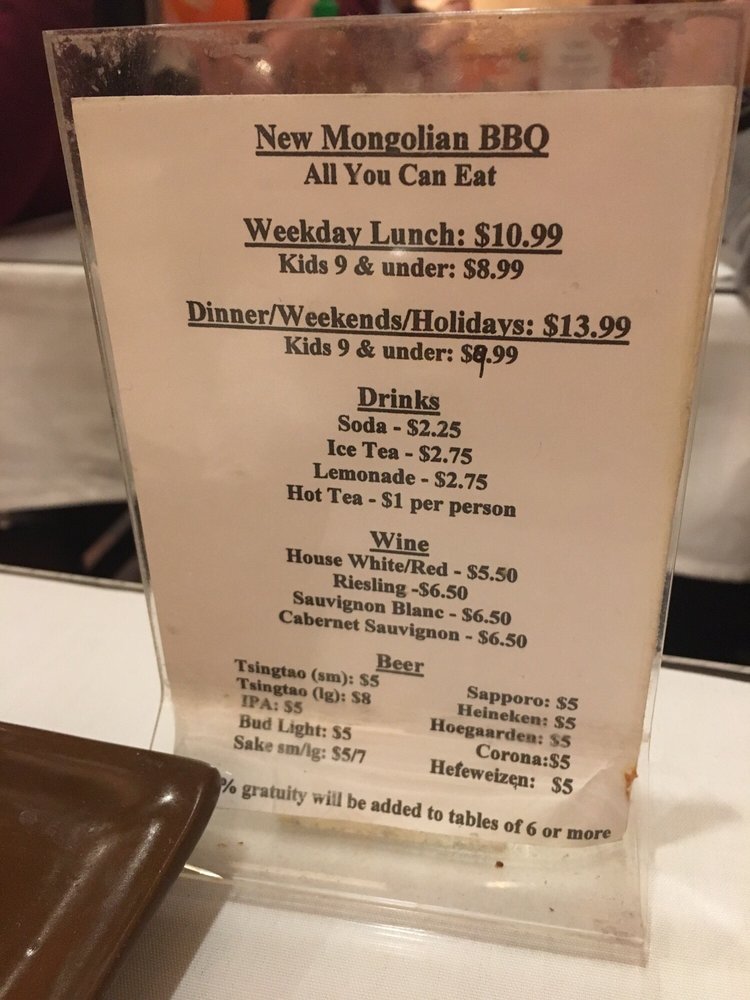 New Mongolian BBQ
All You Can Eat
Weekday Lunch: $10.99
Kids 9 & under: $8.99
Dinner/Weekends/Holidays: $13.99
Kids 9 & under: $9.99
Drinks
Soda - $2.25
Ice Tea - $2.75
Lemonade - $2.75
Hot Tea - $1 per person
Wine
House White/Red - $5.50
Riesling -$6.50
Sauvignon Blanc - $6.50
Cabernet Sauvignon - $6.50
Beer
Tsingtao (sm): $5
Tsingtao (lg): $8
IPA: $5
Bud Light: $5
Sake sm/lg: $5/7
Sapporo: $5
Heineken: $5
Hoegaarden: $5
Corona:$5
Hefeweizen: $5
% gratuity will be added to tables of 6 or more